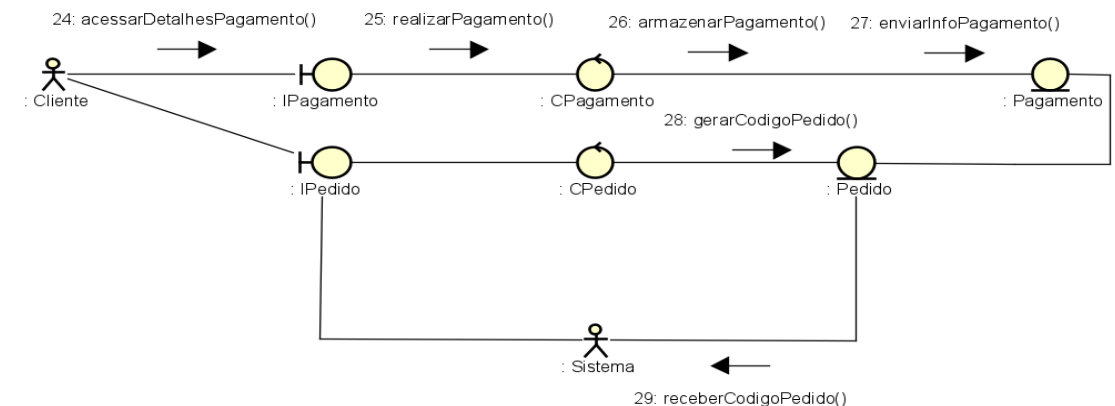 24: acessarDetalhesPagamento()
25: realizarPagamento()
26: armazenarPagamento()
27: enviarInfoPagamento()
: Cliente
: IPagamento
: CPagamento
: Pagamento
28: gerarCodigoPedido()
: IPedido
: CPedido
: Pedido
: Sistema
29: receberCodigoPedido()